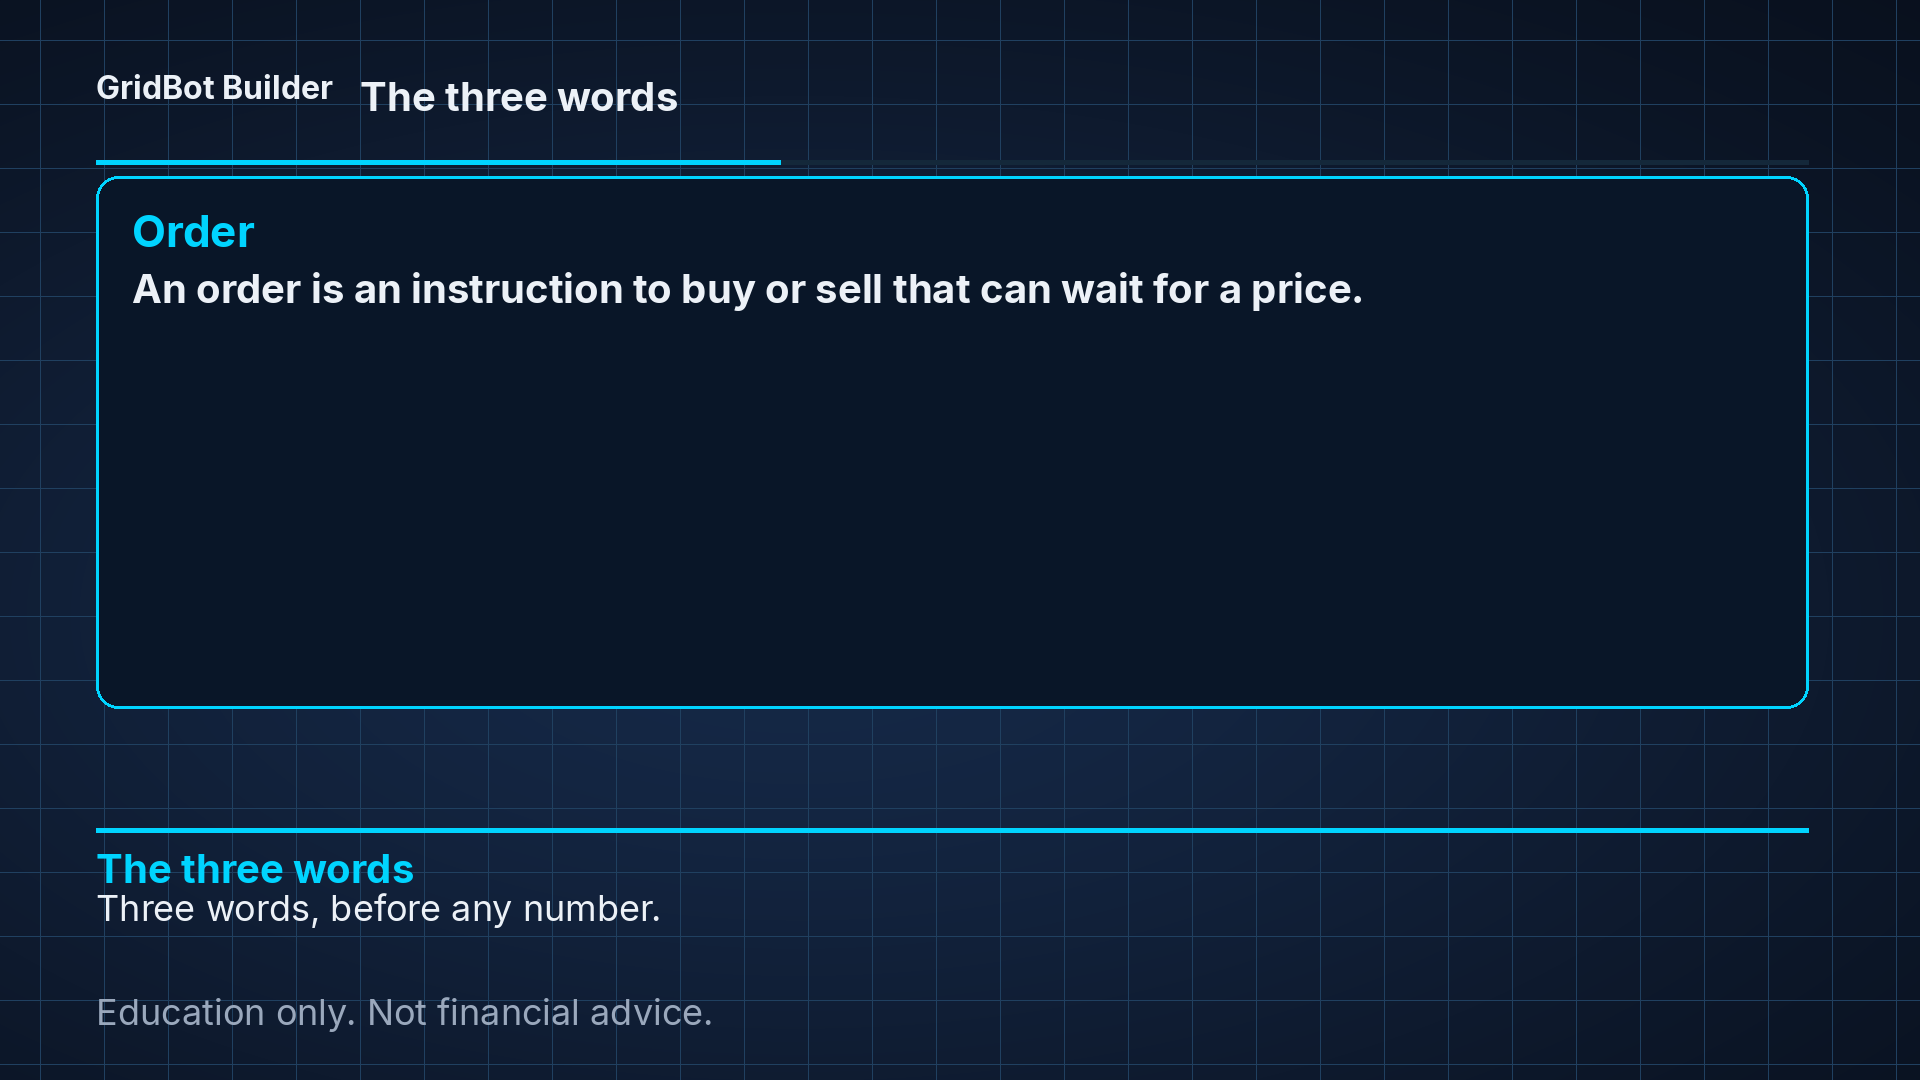 GridBot Builder The three words
Order
An order is an instruction to buy or sell that can wait for a price.
The three words
Three words, before any number.
Education only. Not financial advice.